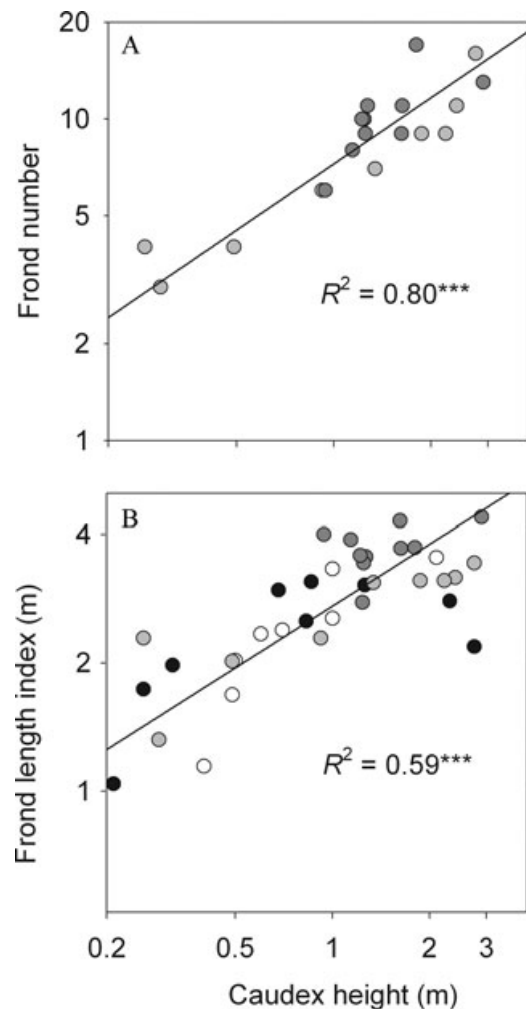 20
A
10
Frond number
5
R² = 0.80***
2
1
B
4
Frond length index (m)
2
R² = 0.59***
1
0.2 0.5 1 2 3
Caudex height (m)